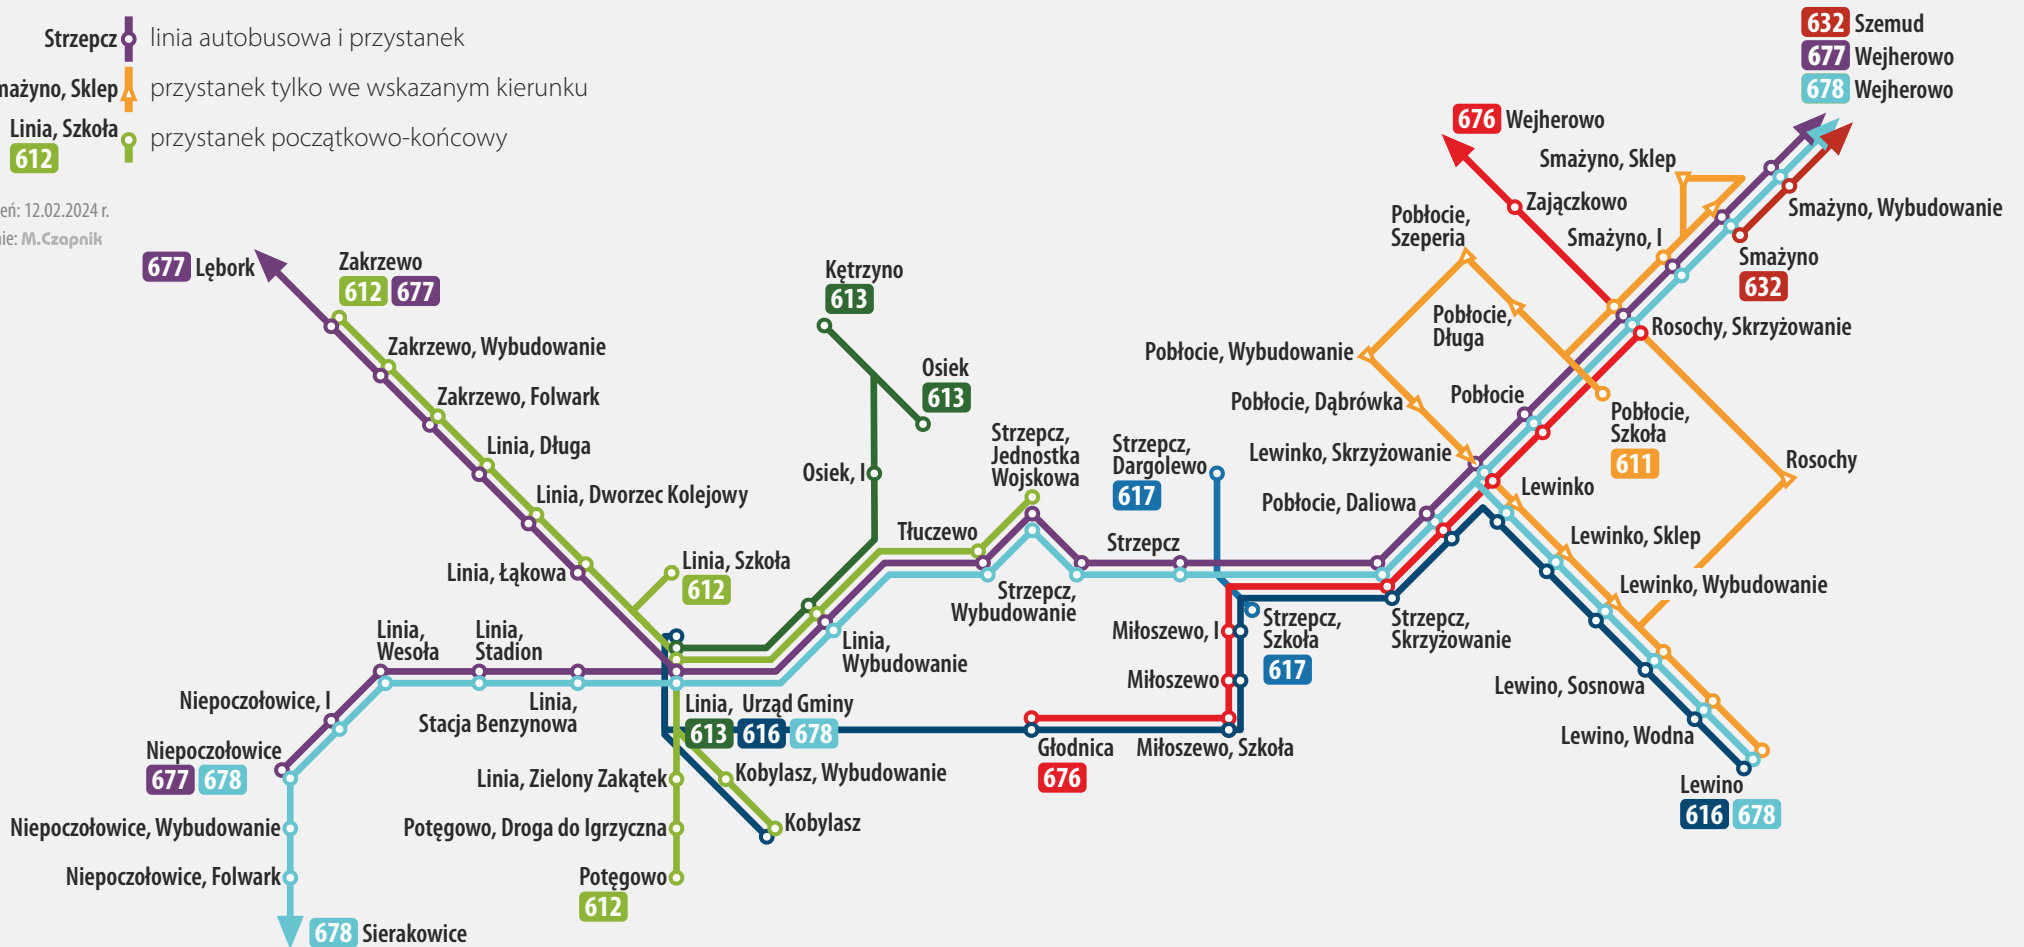 Strzepcz
linia autobusowa i przystanek
mażyno, Sklep
przystanek tylko we wskazanym kierunku
Linia, Szkoła
612
przystanek początkowo-końcowy
eń: 12.02.2024 r.
nie: M.Czapnik
632 Szemud
677 Wejherowo
678 Wejherowo
676 Wejherowo
Smażyno, Sklep
Zajączkowo
Smażyno, Wybudowanie
Pobłocie,
Szeperia
Smażyno, I
Smażyno
632
677 Lębork
Zakrzewo
612 677
Kętrzyno
613
Pobłocie,
Długa
Rosochy, Skrzyżowanie
Zakrzewo, Wybudowanie
Pobłocie, Wybudowanie
Osiek
613
Zakrzewo, Folwark
Pobłocie, Dąbrówka
Pobłocie
Pobłocie,
Szkoła
611
Linia, Długa
Strzepcz,
Jednostka
Wojskowa
Strzepcz,
Dargolewo
617
Lewinko, Skrzyżowanie
Rosochy
Osiek, I
Linia, Dworzec Kolejowy
Pobłocie, Daliowa
Lewinko
Tłuczewo
Strzepcz
Lewinko, Sklep
Linia, Łąkowa
Linia, Szkoła
612
Strzepcz,
Wybudowanie
Lewinko, Wybudowanie
Linia,
Wesoła
Linia,
Stadion
Linia,
Wybudowanie
Miłoszewo, I
Strzepcz,
Szkoła
617
Strzepcz,
Skrzyżowanie
Niepoczołowice, I
Linia,
Stacja Benzynowa
Linia, Urząd Gminy
613 616 678
Miłoszewo
Lewino, Sosnowa
Niepoczołowice
677 678
Głodnica
676
Miłoszewo, Szkoła
Lewino, Wodna
Linia, Zielony Zakątek
Kobylasz, Wybudowanie
Lewino
616 678
Niepoczołowice, Wybudowanie
Potęgowo, Droga do Igrzyczna
Kobylasz
Niepoczołowice, Folwark
Potęgowo
612
678 Sierakowice